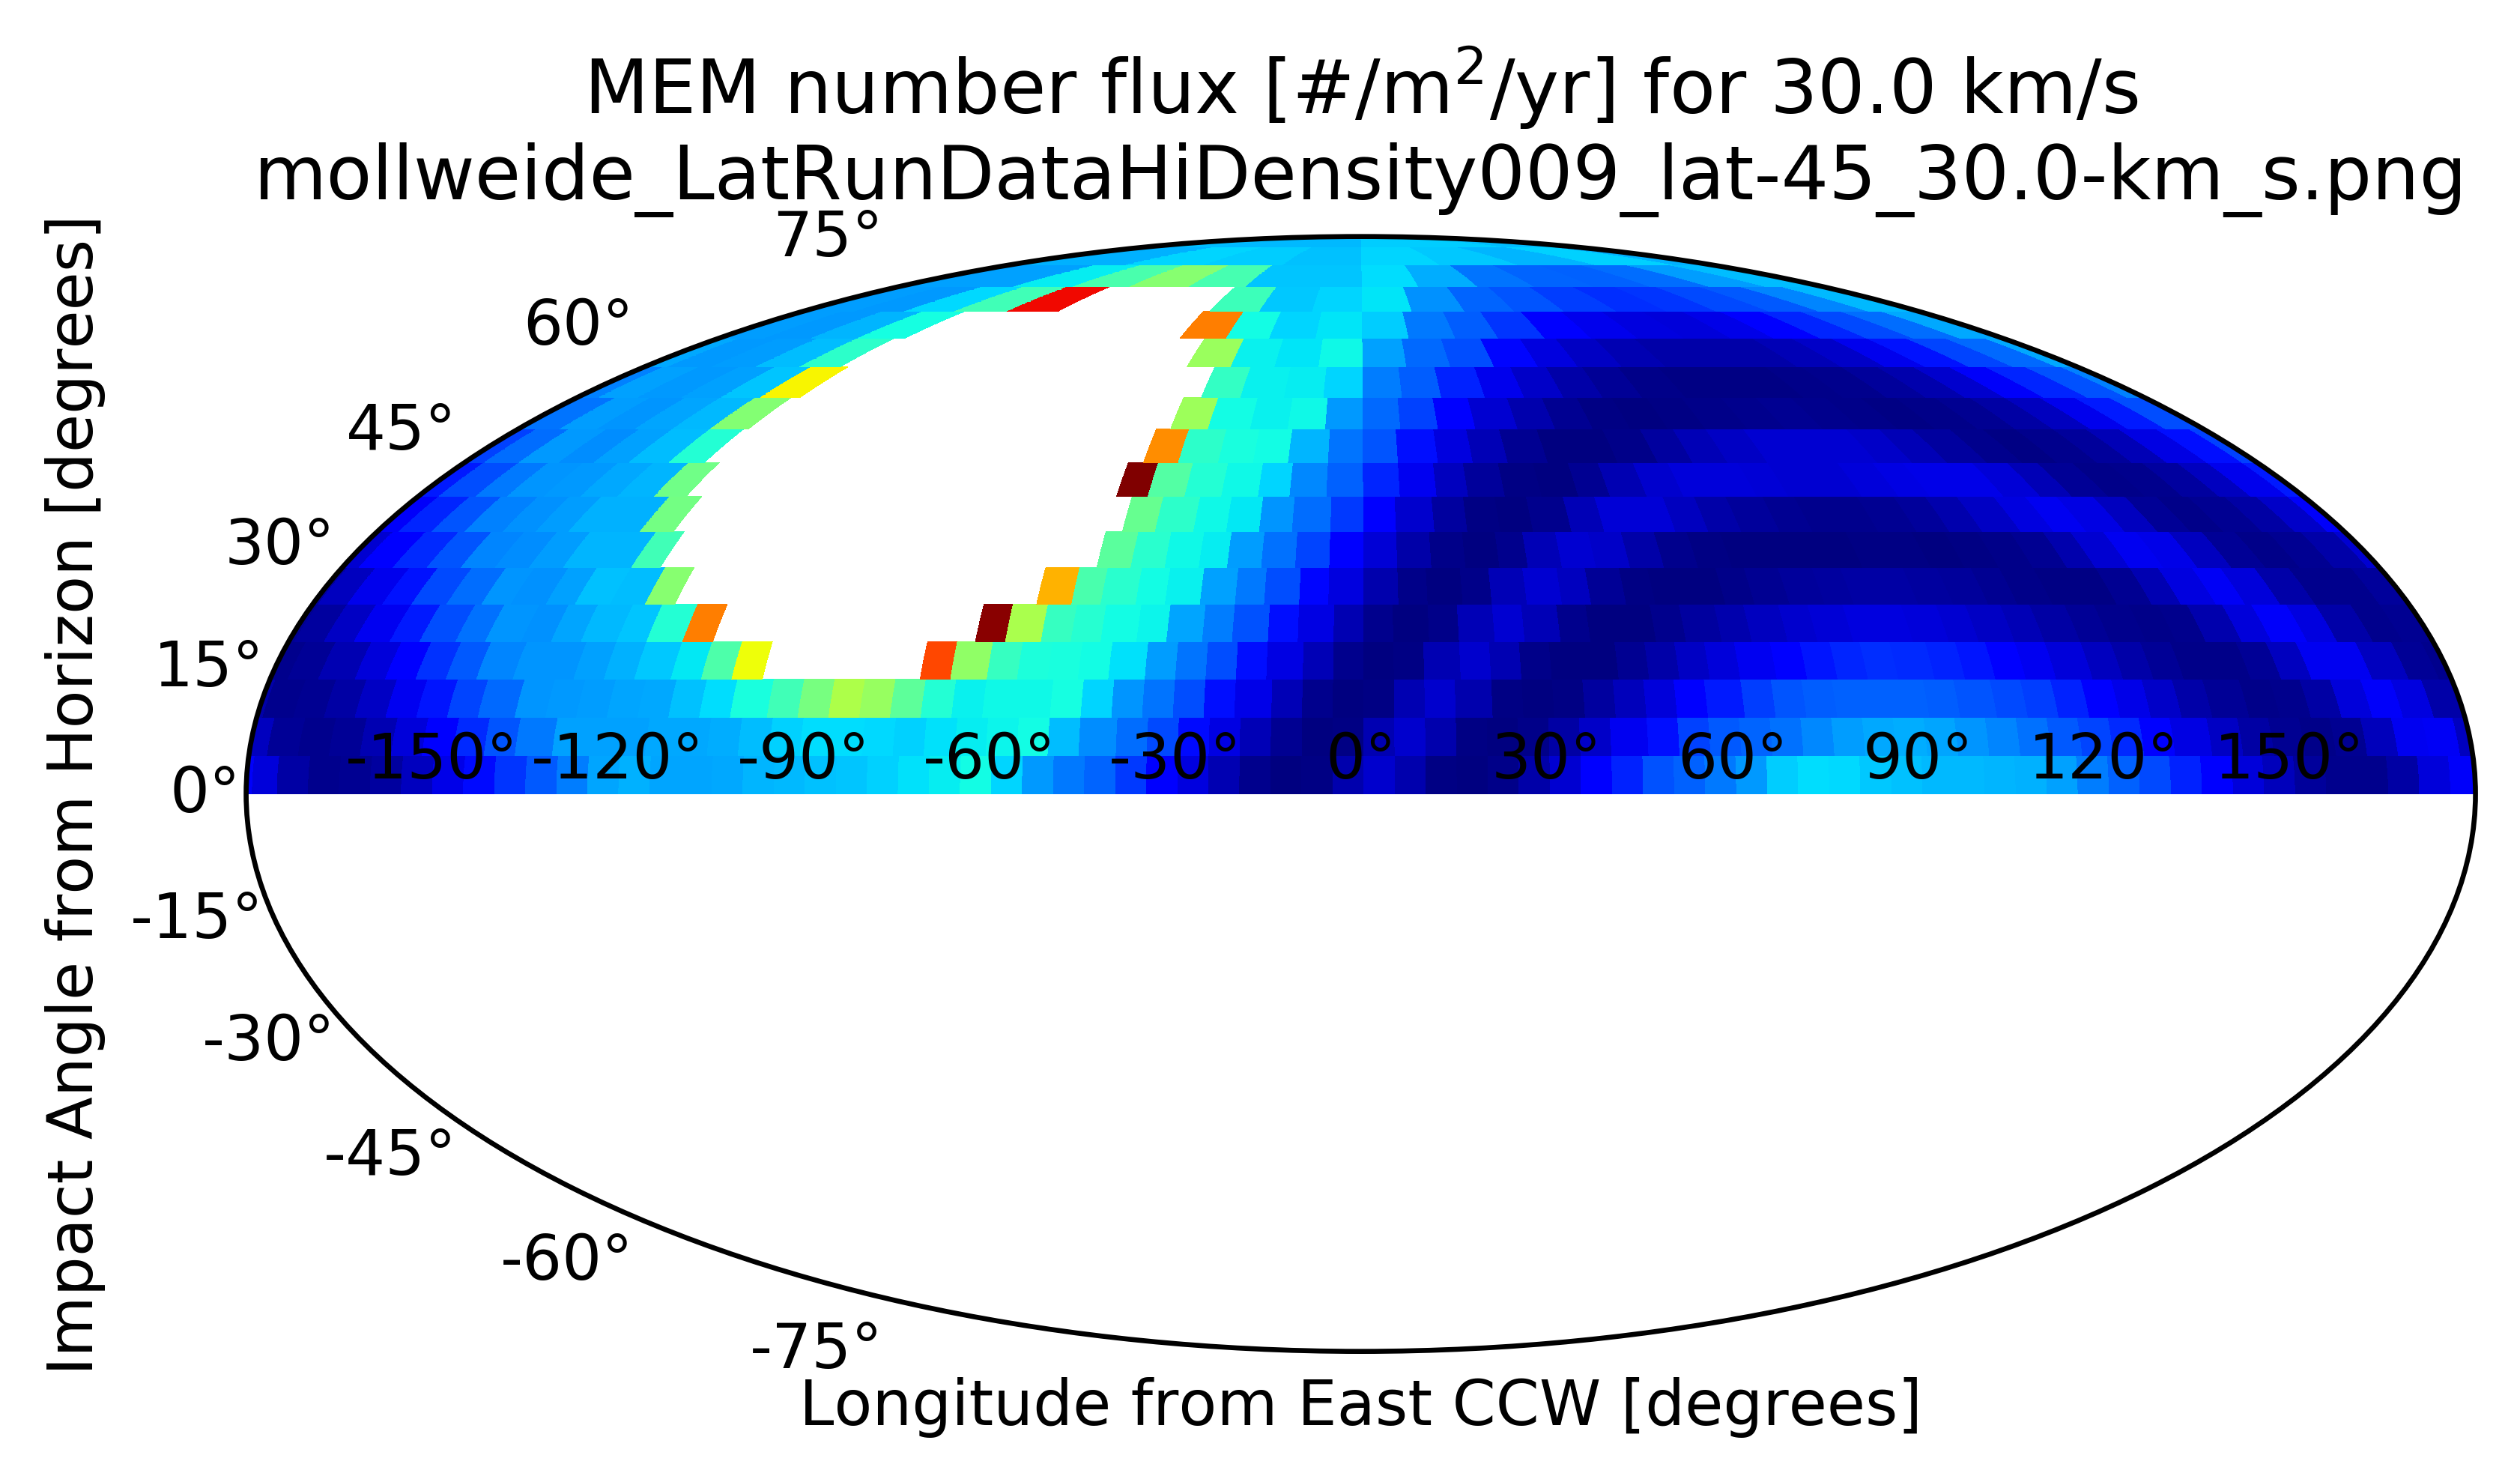 MEM number flux [#/m²/yr] for 30.0 km/s
mollweide_LatRunDataHiDensity009_lat-45_30.0-km_s.png
75°
60°
45°
30°
15°
0°
-15°
-30°
-45°
-60°
-75°
-150° -120° -90° -60° -30° 0° 30° 60° 90° 120° 150°
Impact Angle from Horizon [degrees]
Longitude from East CCW [degrees]